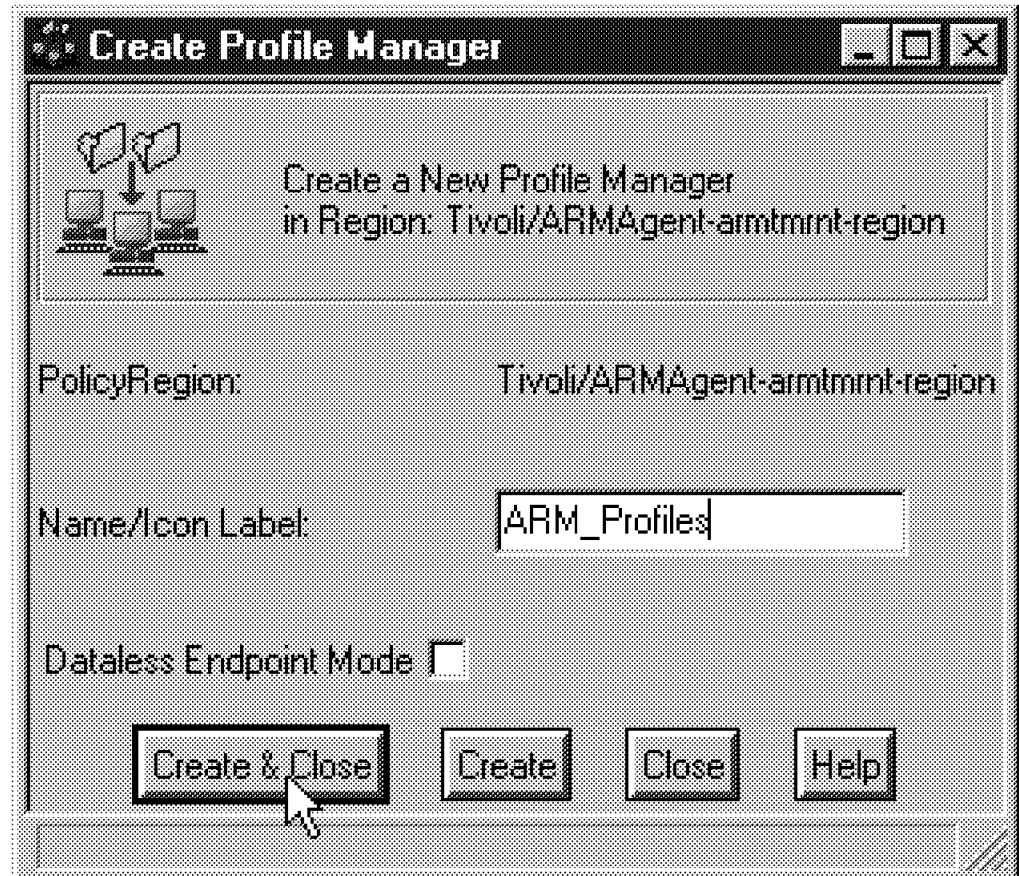 Create Profile Manager
Create a New Profile Manager
in Region: Tivoli/ARMAgent-armtmrnt-region
PolicyRegion: Tivoli/ARMAgent-armtmrnt-region
Name/Icon Label: ARM_Profiles
Dataless Endpoint Mode
Create & Close Create Close Help